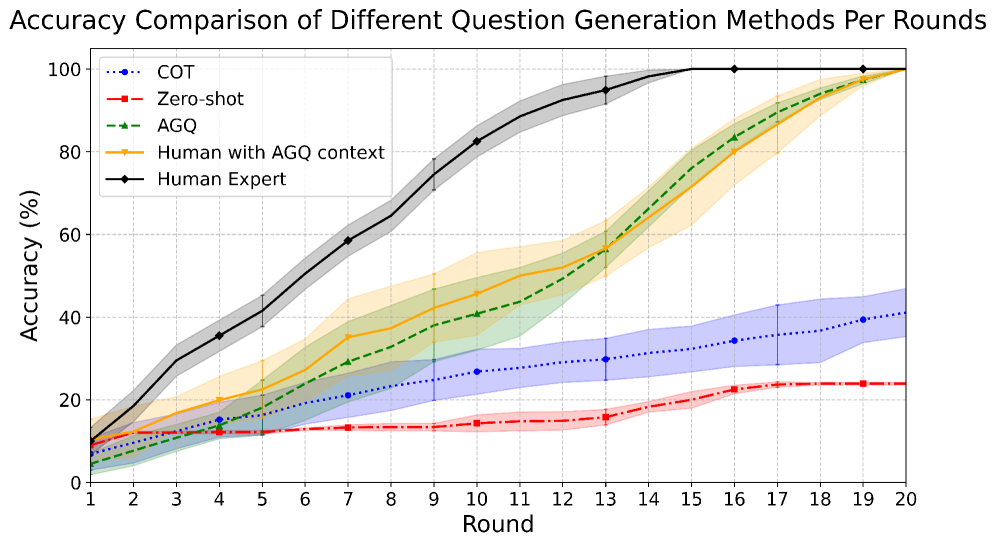 Accuracy Comparison of Different Question Generation Methods Per Rounds
Accuracy (%)
100
80
60
40
20
0
COT
Zero-shot
AGQ
Human with AGQ context
Human Expert
1 2 3 4 5 6 7 8 9 10 11 12 13 14 15 16 17 18 19 20
Round